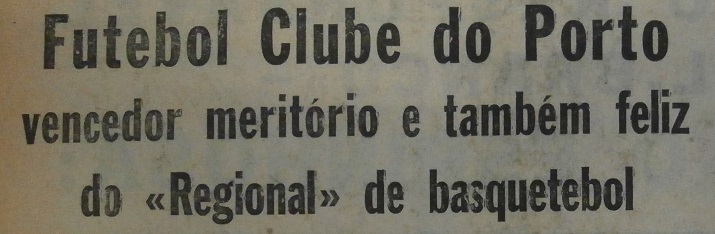 Futebol Clube do Porto
vencedor meritório e também feliz
do «Regional» de basquetebol